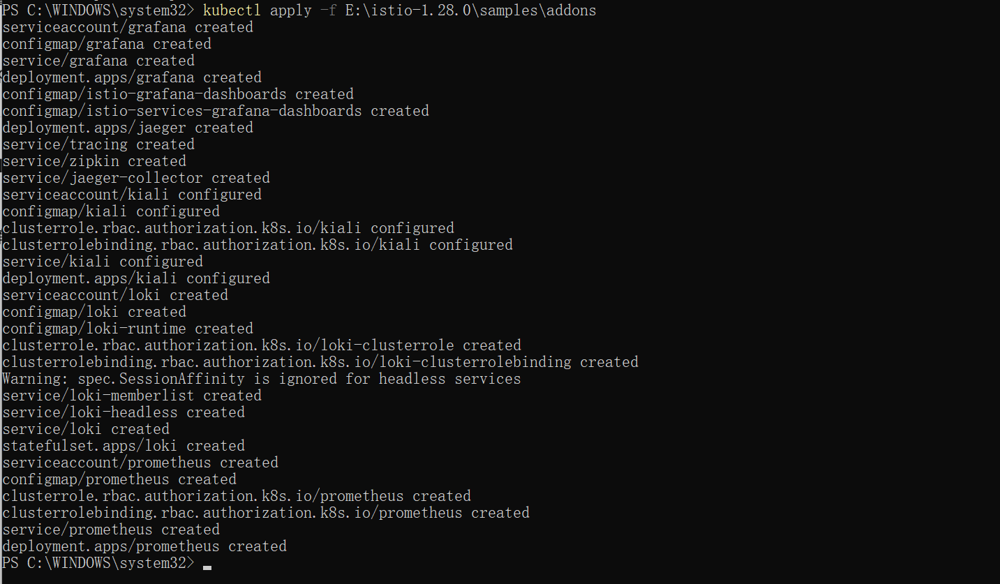 PS C:\WINDOWS\system32> kubectl apply -f E:\istio-1.28.0\samples\addons
serviceaccount/grafana created
configmap/grafana created
service/grafana created
deployment.apps/grafana created
configmap/istio-grafana-dashboards created
configmap/istio-services-grafana-dashboards created
deployment.apps/jaeger created
service/tracing created
service/zipkin created
service/jaeger-collector created
serviceaccount/kiali configured
configmap/kiali configured
clusterrole.rbac.authorization.k8s.io/kiali configured
clusterrolebinding.rbac.authorization.k8s.io/kiali configured
service/kiali configured
deployment.apps/kiali configured
serviceaccount/loki created
configmap/loki created
configmap/loki-runtime created
clusterrole.rbac.authorization.k8s.io/loki-clusterrole created
clusterrolebinding.rbac.authorization.k8s.io/loki-clusterrolebinding created
Warning: spec.SessionAffinity is ignored for headless services
service/loki-memberlist created
service/loki-headless created
service/loki created
statefulset.apps/loki created
serviceaccount/prometheus created
configmap/prometheus created
clusterrole.rbac.authorization.k8s.io/prometheus created
clusterrolebinding.rbac.authorization.k8s.io/prometheus created
service/prometheus created
deployment.apps/prometheus created
PS C:\WINDOWS\system32>